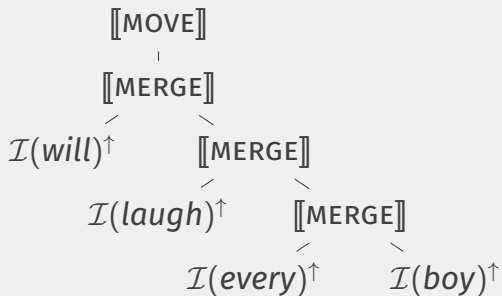 ⟦MOVE⟧
⟦MERGE⟧
ℐ(will)↑ ⟦MERGE⟧
ℐ(laugh)↑ ⟦MERGE⟧
ℐ(every)↑ ℐ(boy)↑